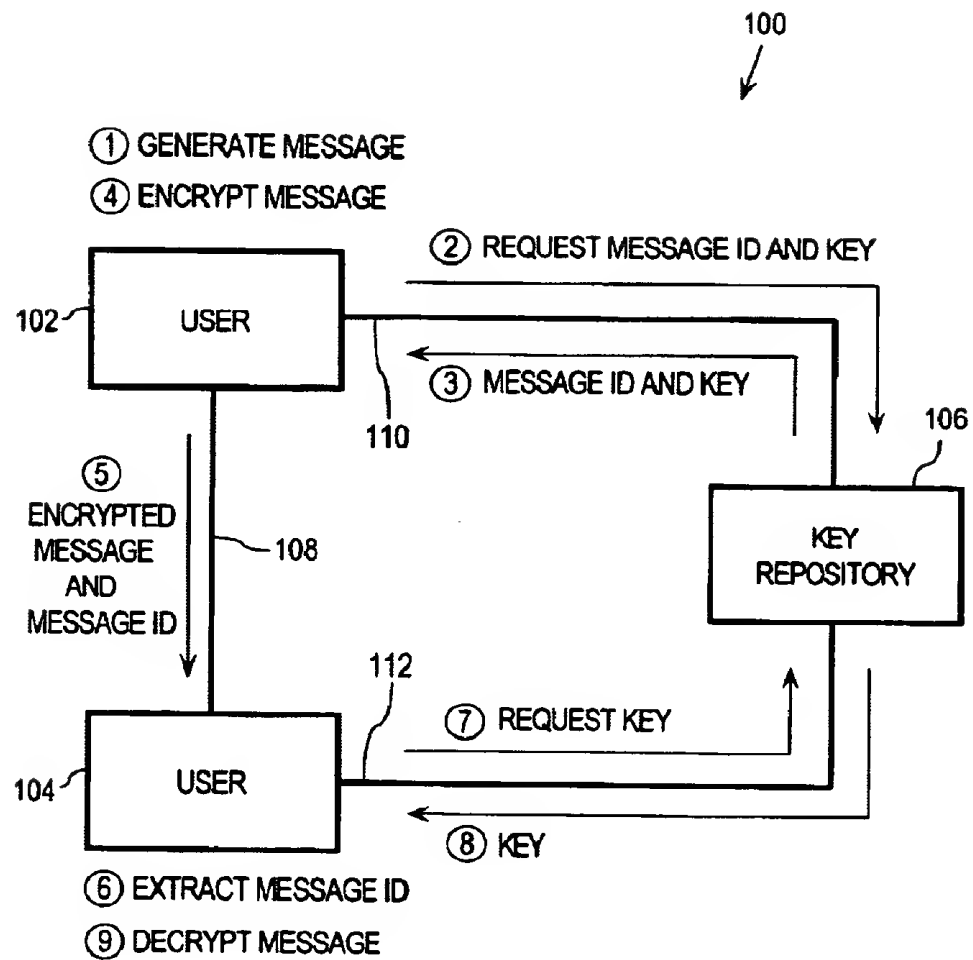 100
① GENERATE MESSAGE
④ ENCRYPT MESSAGE
② REQUEST MESSAGE ID AND KEY
102
USER
③ MESSAGE ID AND KEY
110
106
⑤
ENCRYPTED
MESSAGE
AND
MESSAGE ID
108
KEY
REPOSITORY
112
⑦ REQUEST KEY
104
USER
⑧ KEY
⑥ EXTRACT MESSAGE ID
⑨ DECRYPT MESSAGE